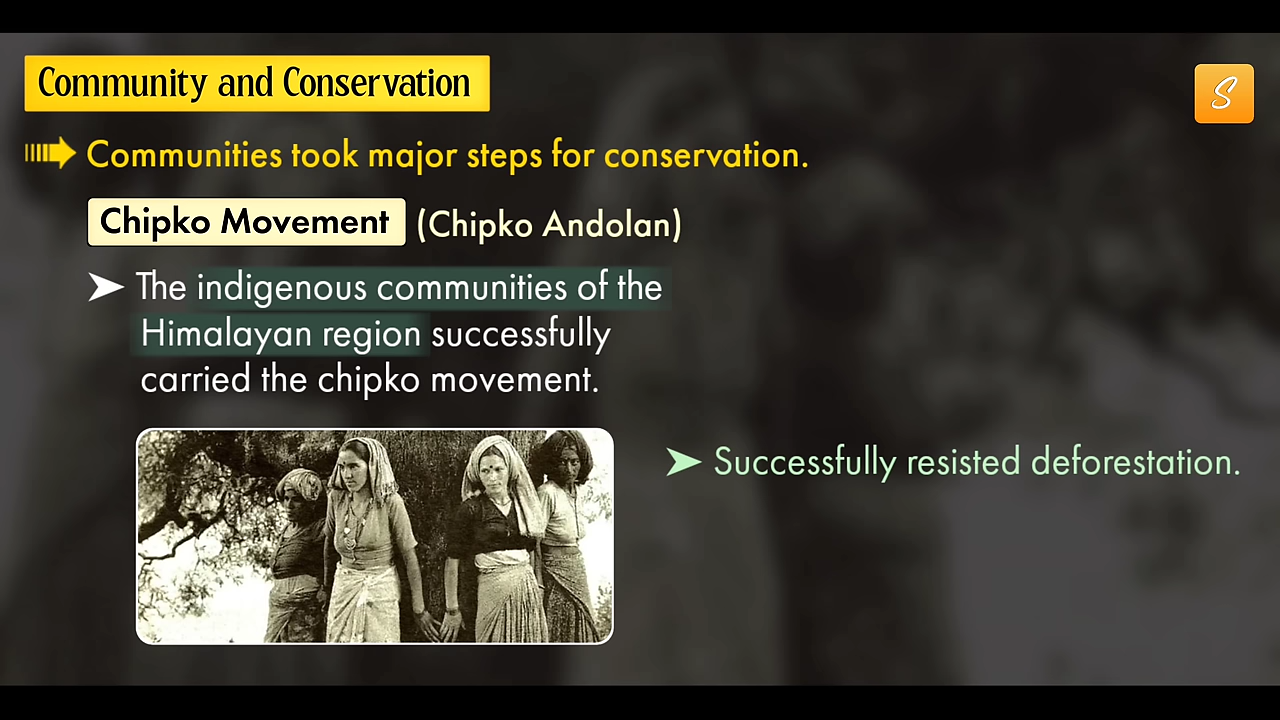 Community and Conservation
S
Communities took major steps for conservation.
Chipko Movement (Chipko Andolan)
The indigenous communities of the
Himalayan region successfully
carried the chipko movement.
Successfully resisted deforestation.